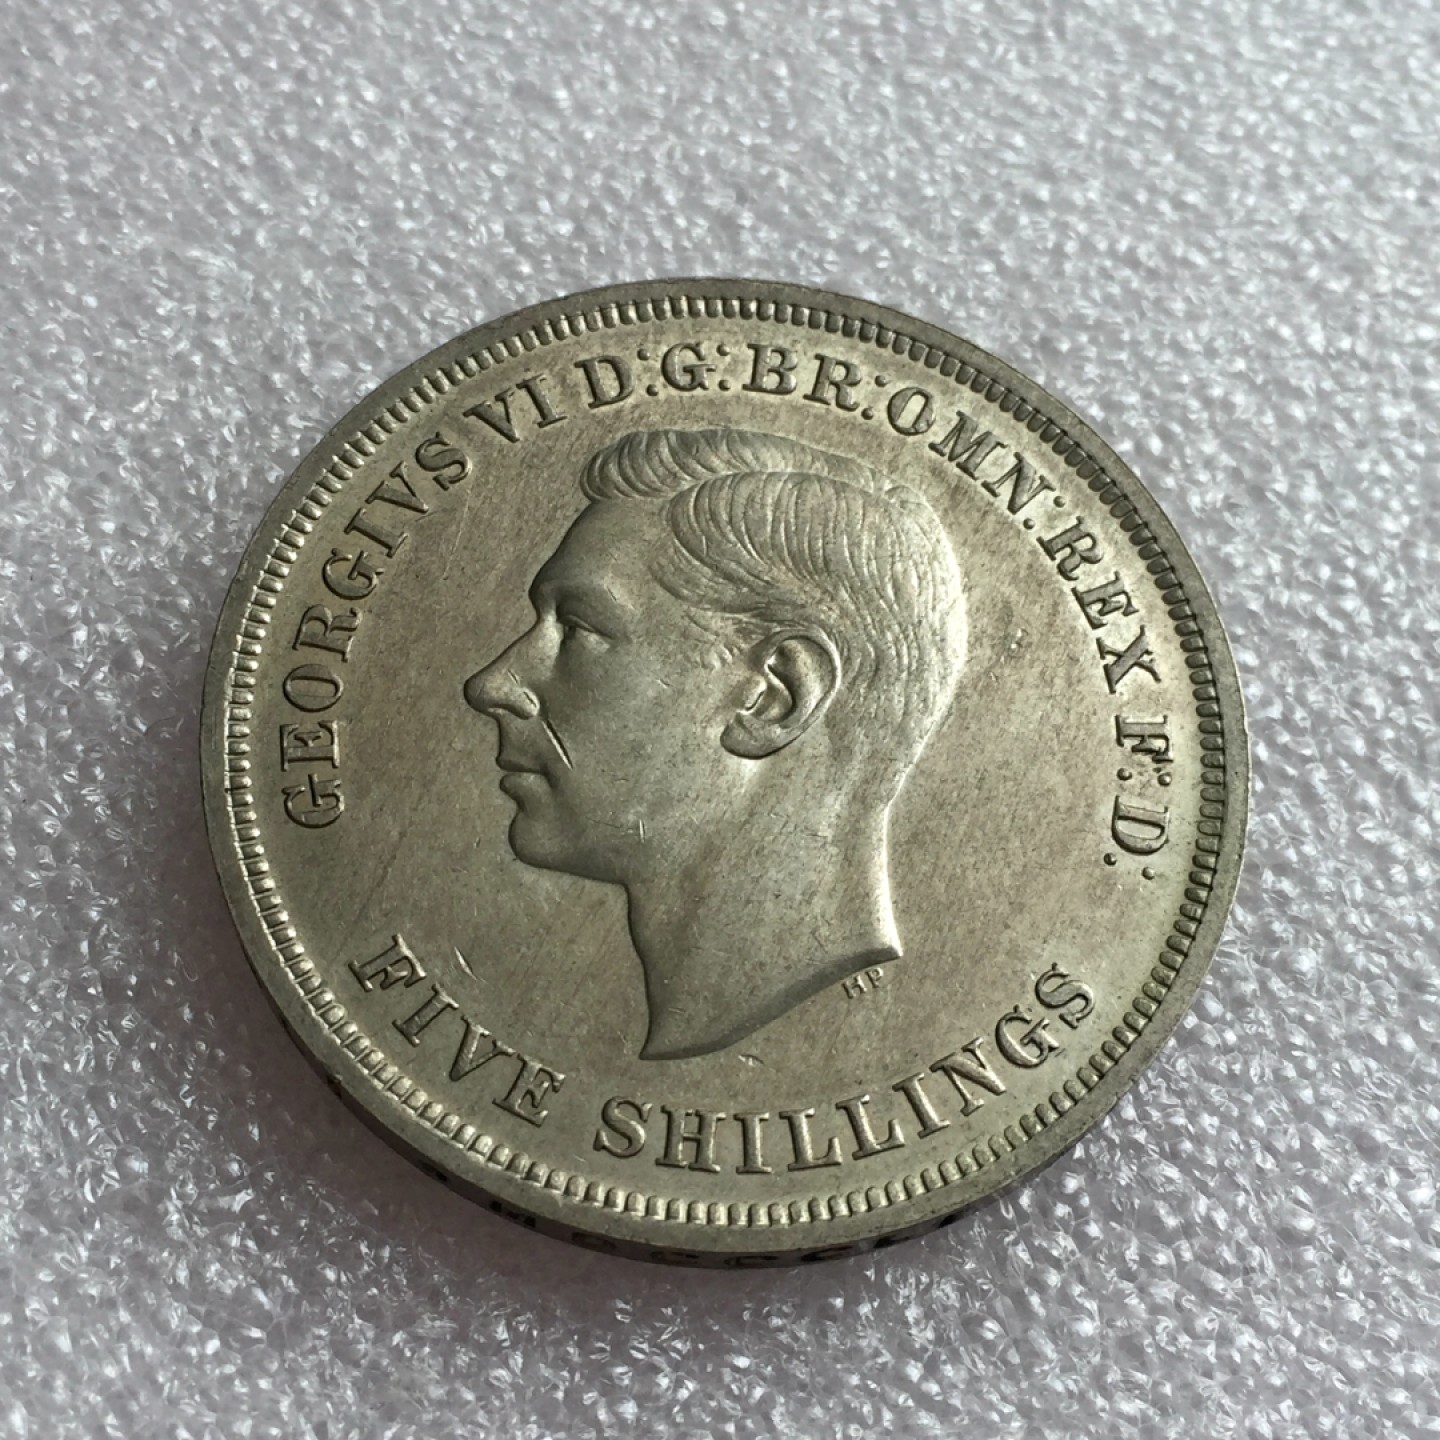 GEORGIVS VI D:G:BR:OMN:REX F:D:
HP
FIVE SHILLINGS